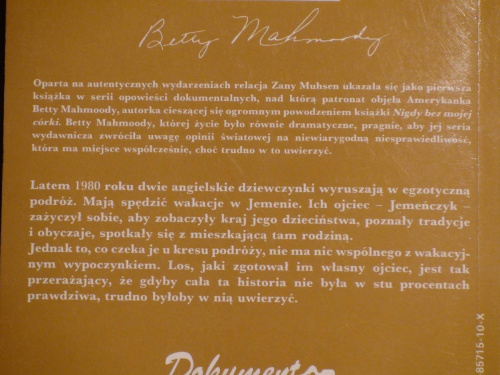 Betty Mahmoody
Oparta na autentycznych wydarzeniach relacja Zany Muhsen ukazała się jako pierwsza
książka w serii opowieści dokumentalnych, nad którą patronat objęła Amerykanka
Betty Mahmoody, autorka cieszącej się ogromnym powodzeniem książki Nigdy bez mojej
córki. Betty Mahmoody, której życie było równie dramatyczne, pragnie, aby jej seria
wydawnicza zwróciła uwagę opinii światowej na niewiarygodną niesprawiedliwość,
która ma miejsce współcześnie, choć trudno w to uwierzyć.
Latem 1980 roku dwie angielskie dziewczynki wyruszają w egzotyczną
podróż. Mają spędzić wakacje w Jemenie. Ich ojciec – Jemeńczyk –
zażyczył sobie, aby zobaczyły kraj jego dzieciństwa, poznały tradycje
i obyczaje, spotkały się z mieszkającą tam rodziną.
Jednak to, co czeka je u kresu podróży, nie ma nic wspólnego z wakacyj-
nym wypoczynkiem. Los, jaki zgotował im własny ojciec, jest tak
przerażający, że gdyby cała ta historia nie była w stu procentach
prawdziwa, trudno byłoby w nią uwierzyć.
Dokument
85715-10-X